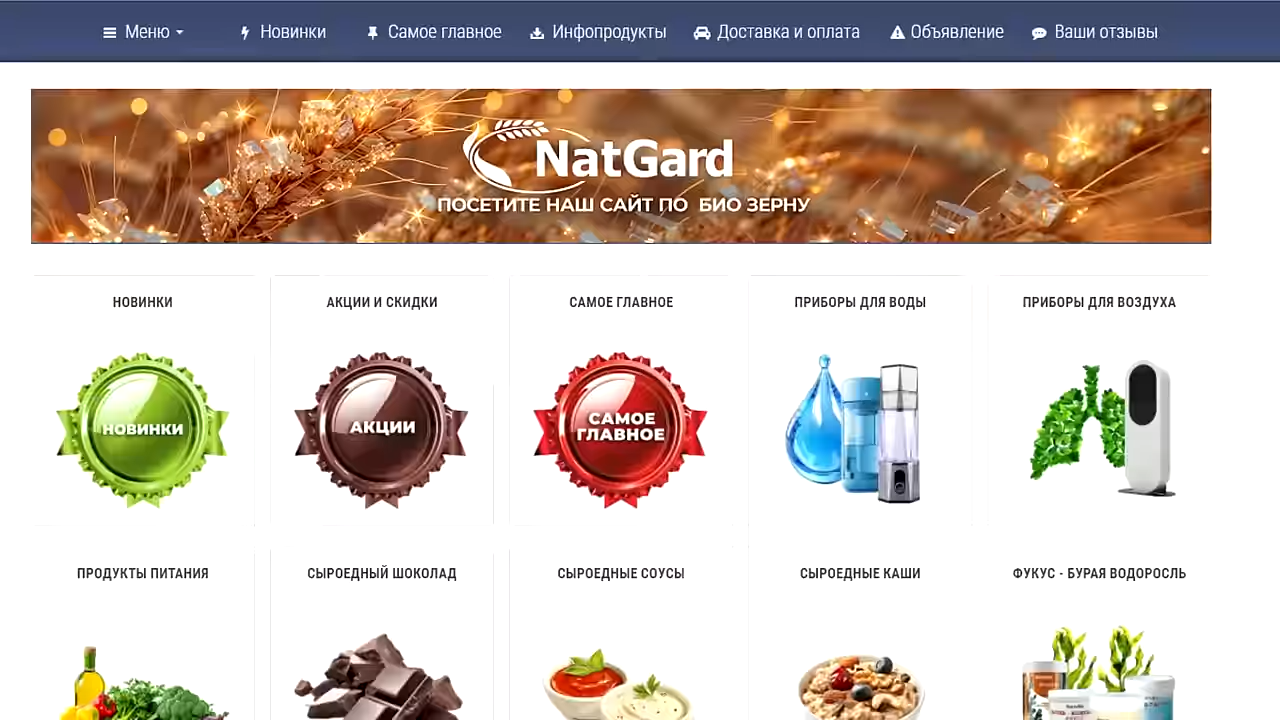 Меню
Новинки
Самое главное
Инфопродукты
Доставка и оплата
Объявление
Ваши отзывы
NatGard
ПОСЕТИТЕ НАШ САЙТ ПО БИО ЗЕРНУ
НОВИНКИ
АКЦИИ И СКИДКИ
САМОЕ ГЛАВНОЕ
ПРИБОРЫ ДЛЯ ВОДЫ
ПРИБОРЫ ДЛЯ ВОЗДУХА
НОВИНКИ
АКЦИИ
САМОЕ
ГЛАВНОЕ
ПРОДУКТЫ ПИТАНИЯ
СЫРОЕДНЫЙ ШОКОЛАД
СЫРОЕДНЫЕ СОУСЫ
СЫРОЕДНЫЕ КАШИ
ФУКУС - БУРАЯ ВОДОРОСЛЬ